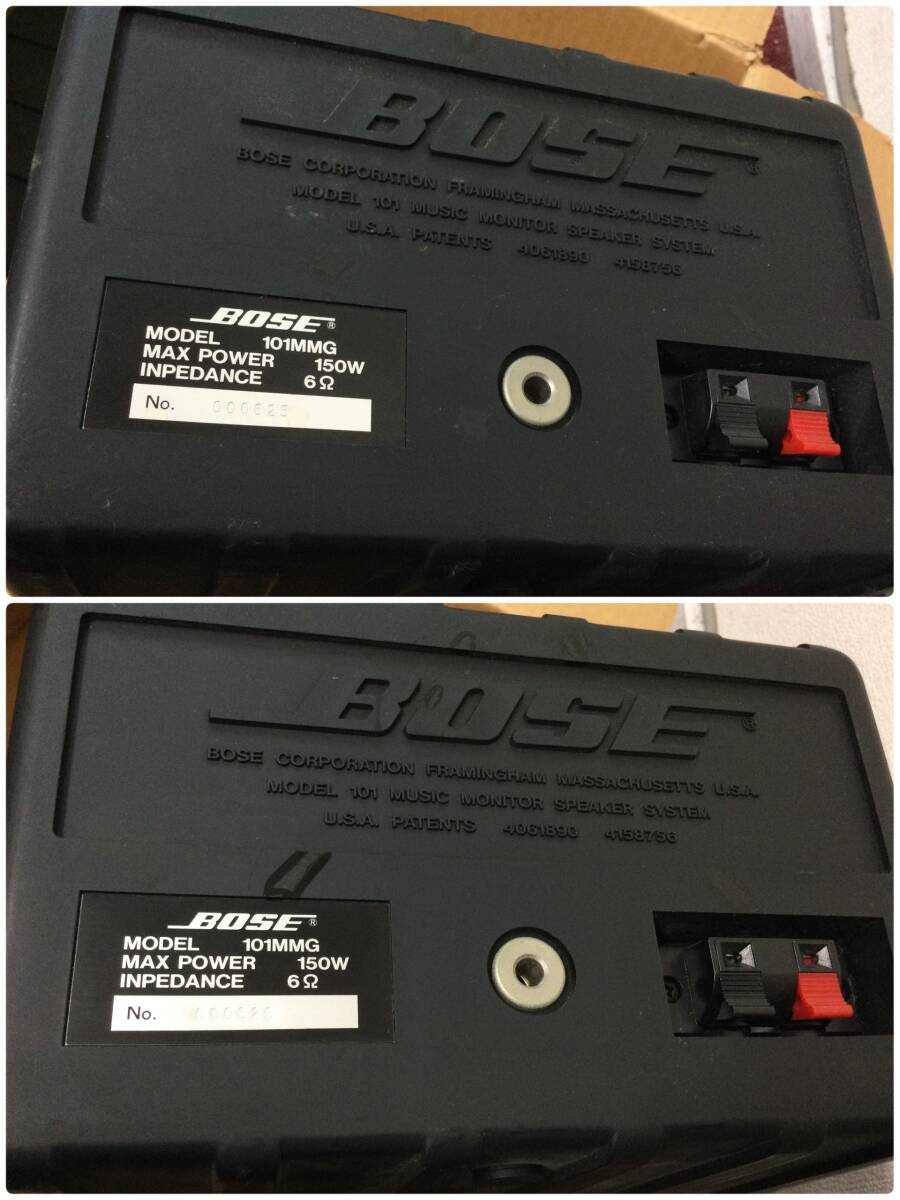 BOSE®
BOSE CORPORATION FRAMINGHAM MASSACHUSETTS U.S.A.
MODEL 101 MUSIC MONITOR SPEAKER SYSTEM
U.S.A. PATENTS 4061890 4158756
BOSE®
MODEL 101MMG
MAX POWER 150W
INPEDANCE 6Ω
No. 000625
BOSE®
BOSE CORPORATION FRAMINGHAM MASSACHUSETTS U.S.A.
MODEL 101 MUSIC MONITOR SPEAKER SYSTEM
U.S.A. PATENTS 4061890 4158756
BOSE®
MODEL 101MMG
MAX POWER 150W
INPEDANCE 6Ω
No.